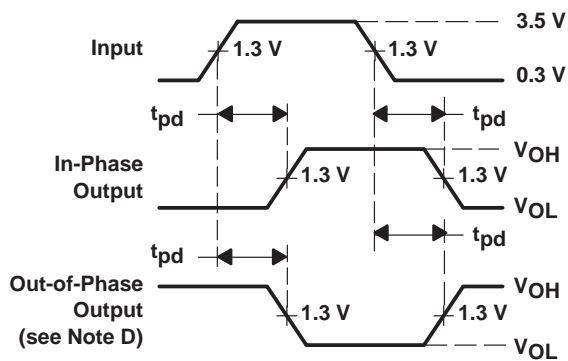 3.5 V
Input
1.3 V
1.3 V
0.3 V
tpd
tpd
VOH
In-Phase
Output
1.3 V
1.3 V
VOL
tpd
tpd
Out-of-Phase
Output
(see Note D)
VOH
1.3 V
1.3 V
VOL